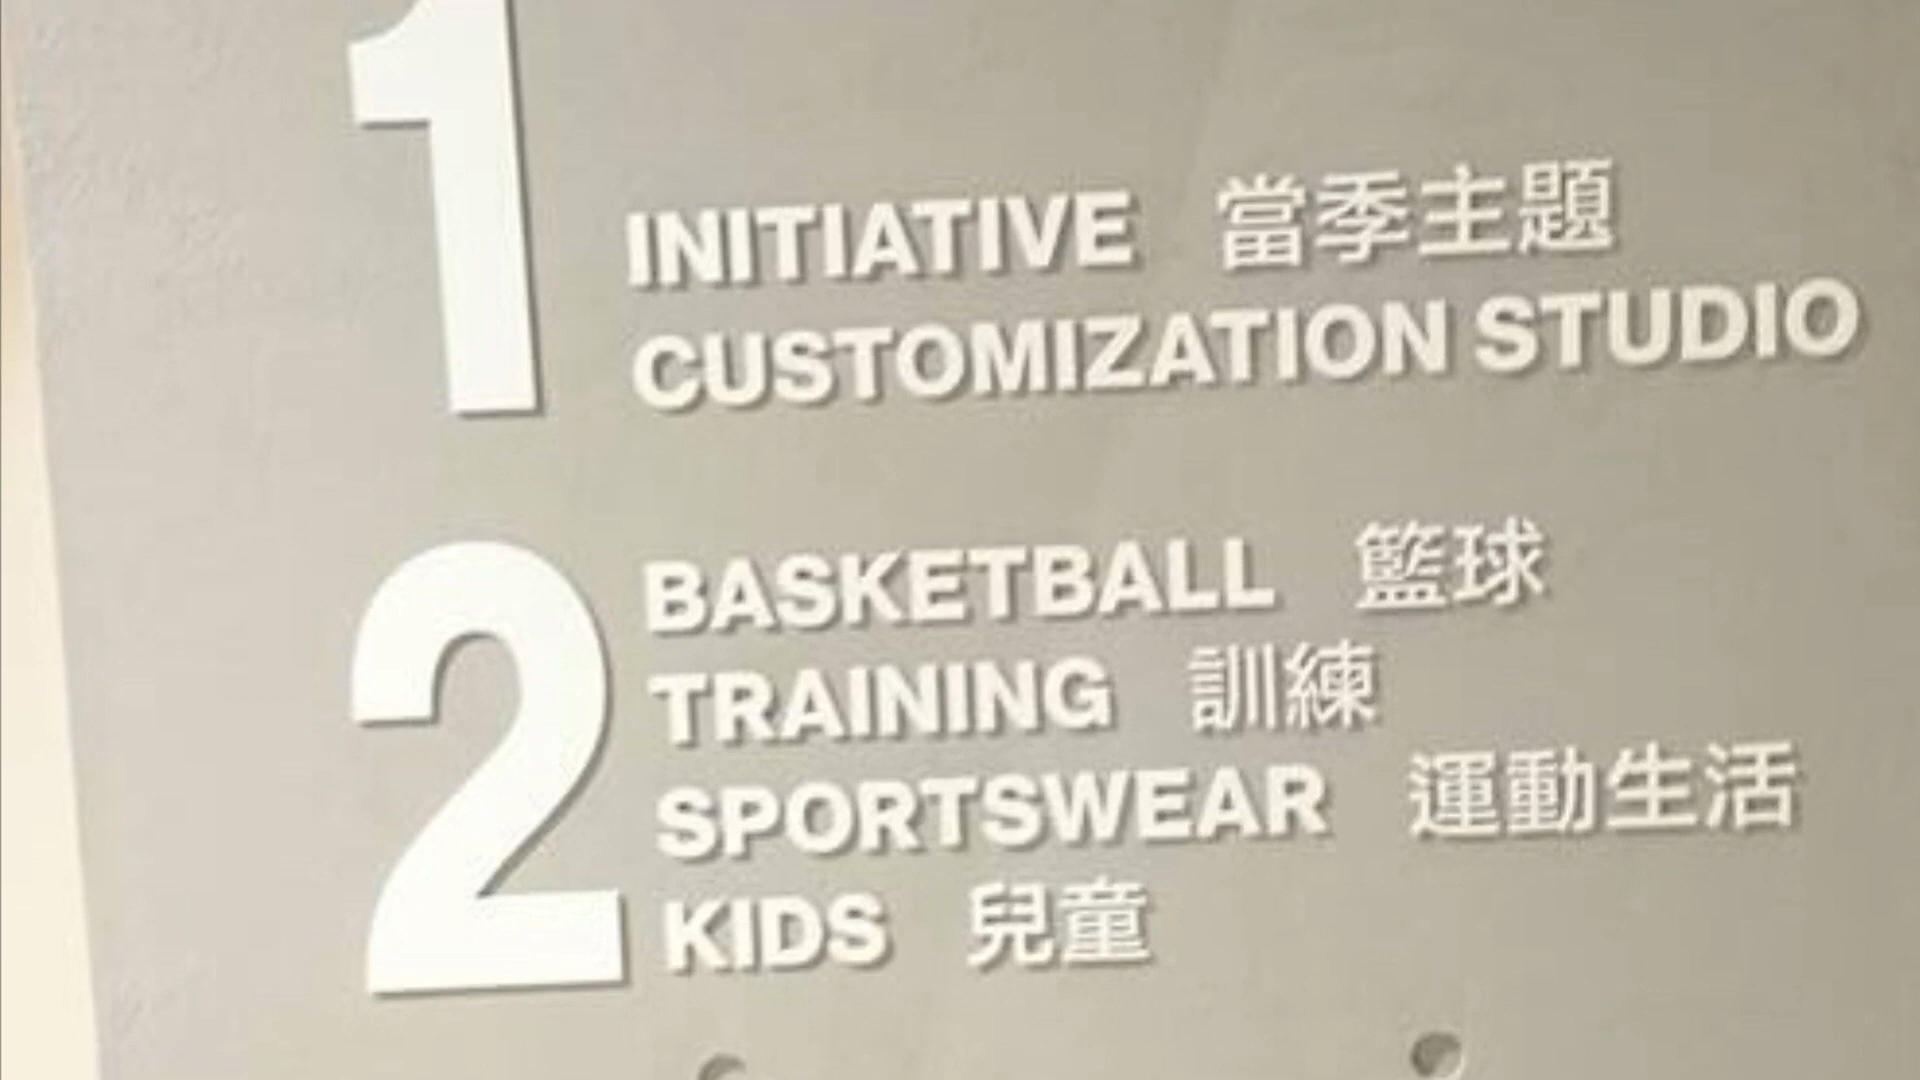 1
INITIATIVE 當季主題
CUSTOMIZATION STUDIO
2
BASKETBALL 籃球
TRAINING 訓練
SPORTSWEAR 運動生活
KIDS 兒童